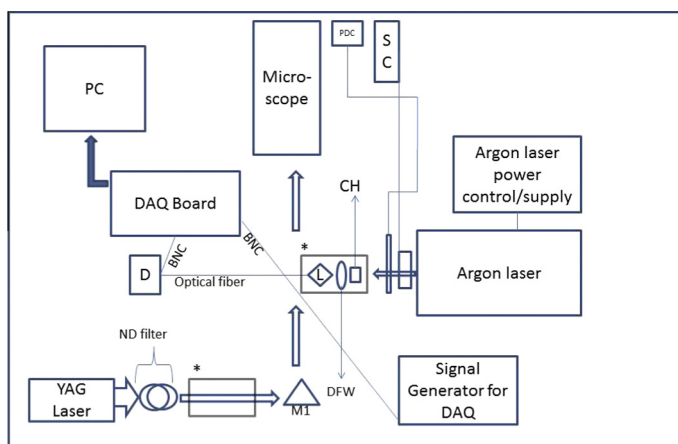 PDC
S
C
PC
Micro-
scope
Argon laser
power
control/supply
CH
DAQ Board
BNC
BNC
*
D
Optical fiber
L
Argon laser
ND filter
*
YAG
Laser
M1
DFW
Signal
Generator for
DAQ